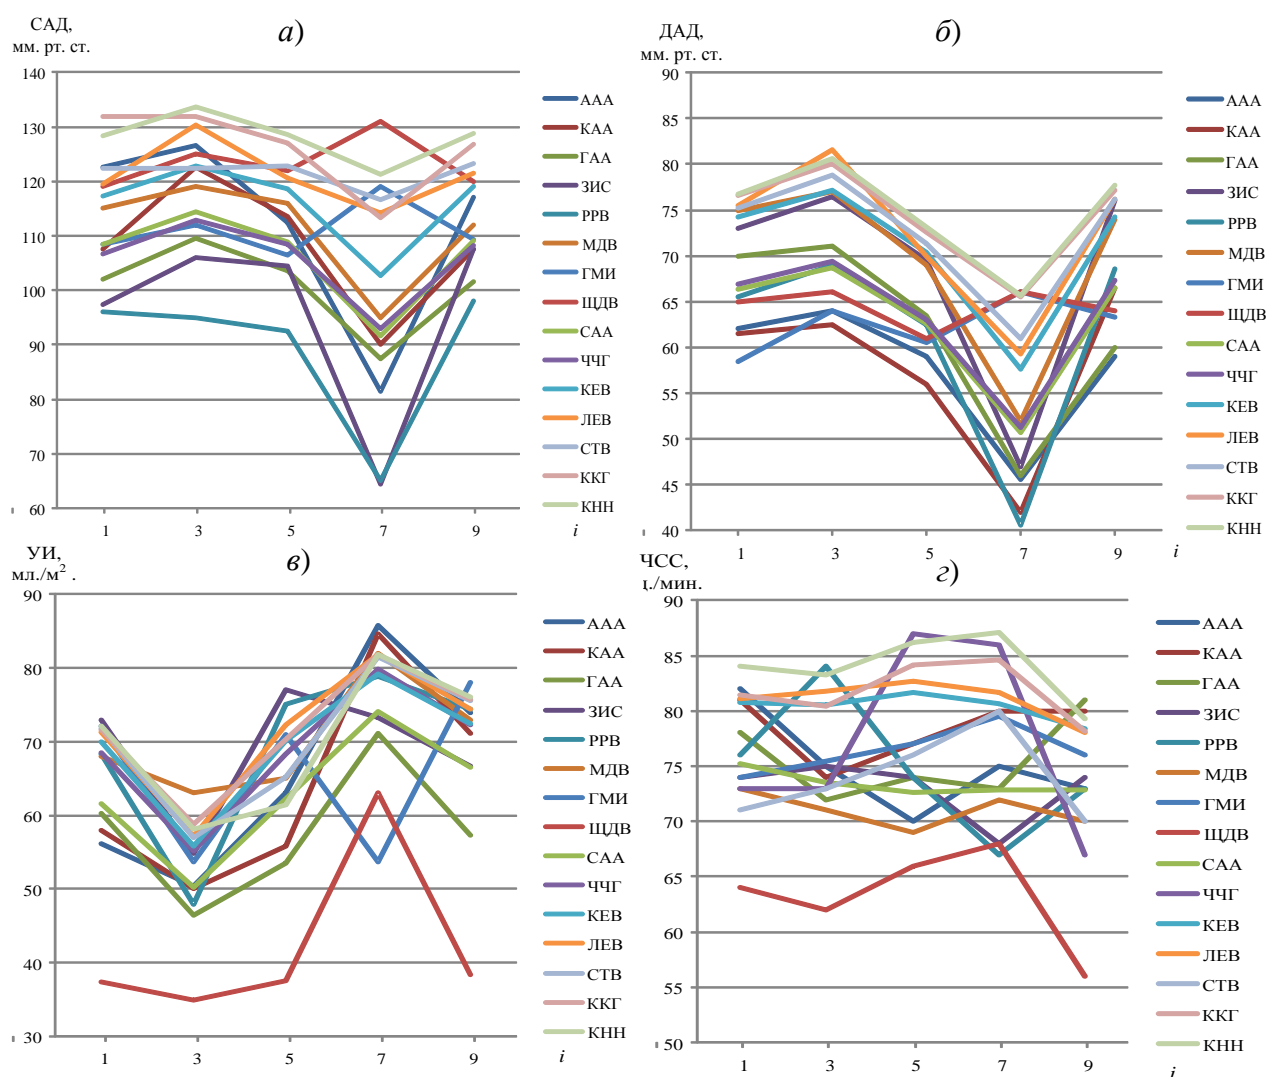 САД,
мм. рт. ст.
а)
140
130
120
110
100
90
80
70
60
1 3 5 7 9
i
ААА
КАА
ГАА
ЗИС
РРВ
МДВ
ГМИ
ЩДВ
САА
ЧЧГ
КЕВ
ЛЕВ
СТВ
ККГ
КНН
ДАД,
мм. рт. ст.
б)
90
85
80
75
70
65
60
55
50
45
40
1 3 5 7 9
i
ААА
КАА
ГАА
ЗИС
РРВ
МДВ
ГМИ
ЩДВ
САА
ЧЧГ
КЕВ
ЛЕВ
СТВ
ККГ
КНН
УИ,
мл./м² .
в)
90
80
70
60
50
40
30
1 3 5 7 9
i
ААА
КАА
ГАА
ЗИС
РРВ
МДВ
ГМИ
ЩДВ
САА
ЧЧГ
КЕВ
ЛЕВ
СТВ
ККГ
КНН
ЧСС,
ц./мин.
г)
90
85
80
75
70
65
60
55
50
1 3 5 7 9
i
ААА
КАА
ГАА
ЗИС
РРВ
МДВ
ГМИ
ЩДВ
САА
ЧЧГ
КЕВ
ЛЕВ
СТВ
ККГ
КНН